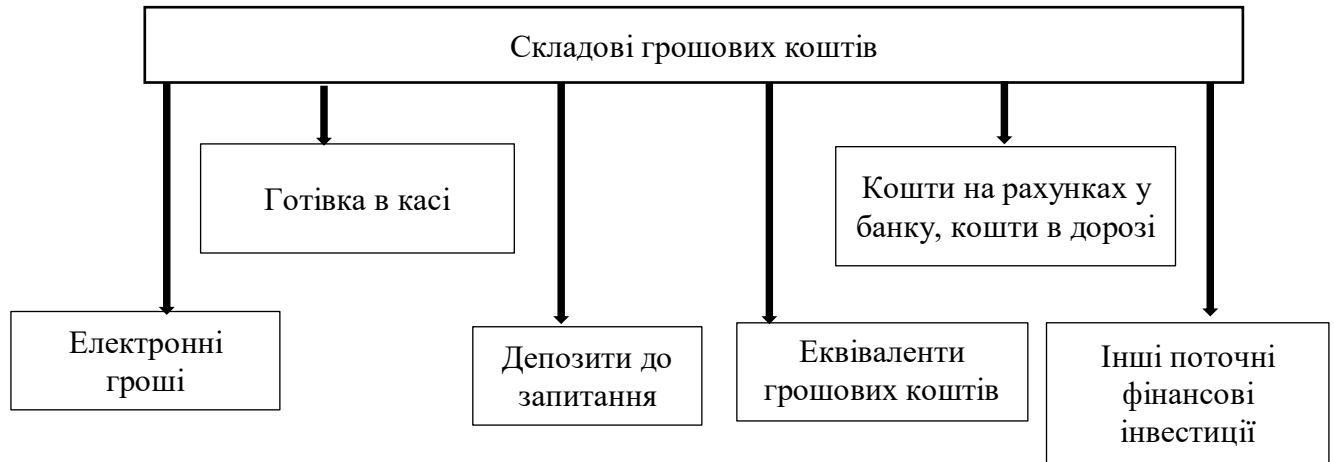 Складові грошових коштів
Готівка в касі
Кошти на рахунках у
банку, кошти в дорозі
Електронні
гроші
Депозити до
запитання
Еквіваленти
грошових коштів
Інші поточні
фінансові
інвестиції